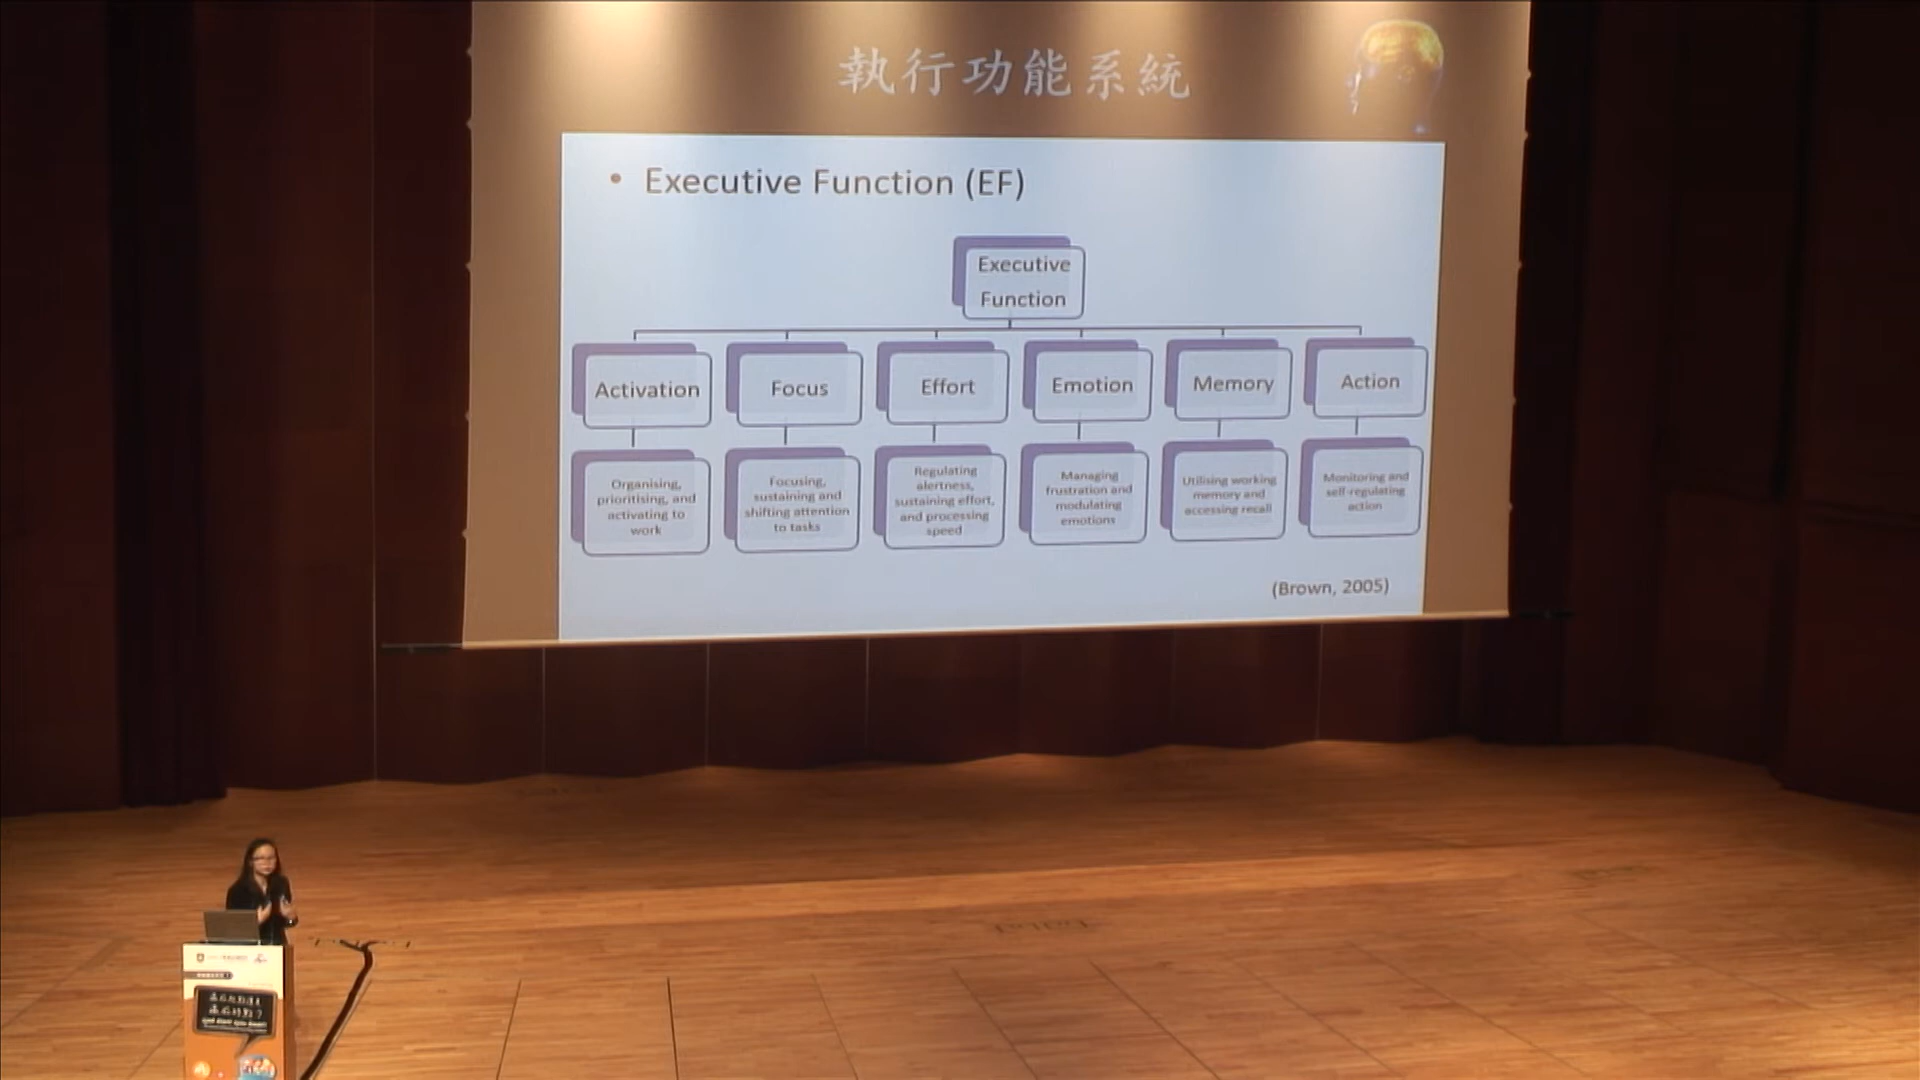 執行功能系統
• Executive Function (EF)
Executive
Function
Activation
Focus
Effort
Emotion
Memory
Action
Organising,
prioritising, and
activating to
work
Focusing,
sustaining and
shifting attention
to tasks
Regulating
alertness,
sustaining effort,
and processing
speed
Managing
frustration and
modulating
emotions
Utilising working
memory and
accessing recall
Monitoring and
self-regulating
action
(Brown, 2005)